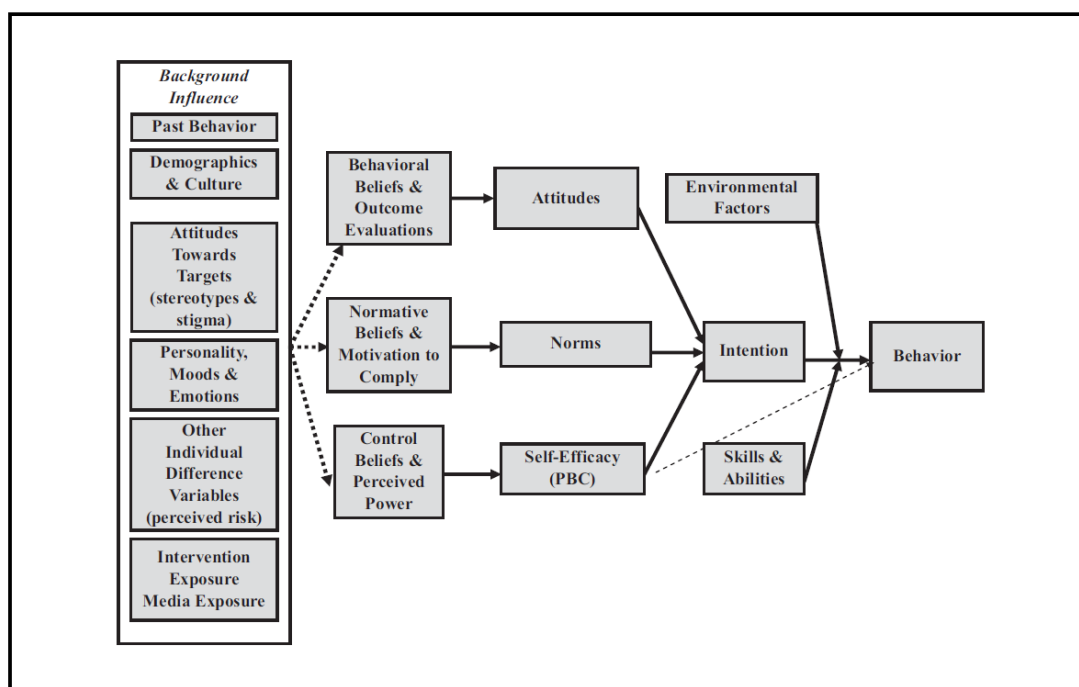 Background
Influence
Past Behavior
Demographics
& Culture
Attitudes
Towards
Targets
(stereotypes &
stigma)
Personality,
Moods &
Emotions
Other
Individual
Difference
Variables
(perceived risk)
Intervention
Exposure
Media Exposure
Behavioral
Beliefs &
Outcome
Evaluations
Normative
Beliefs &
Motivation to
Comply
Control
Beliefs &
Perceived
Power
Attitudes
Norms
Self-Efficacy
(PBC)
Environmental
Factors
Intention
Skills &
Abilities
Behavior